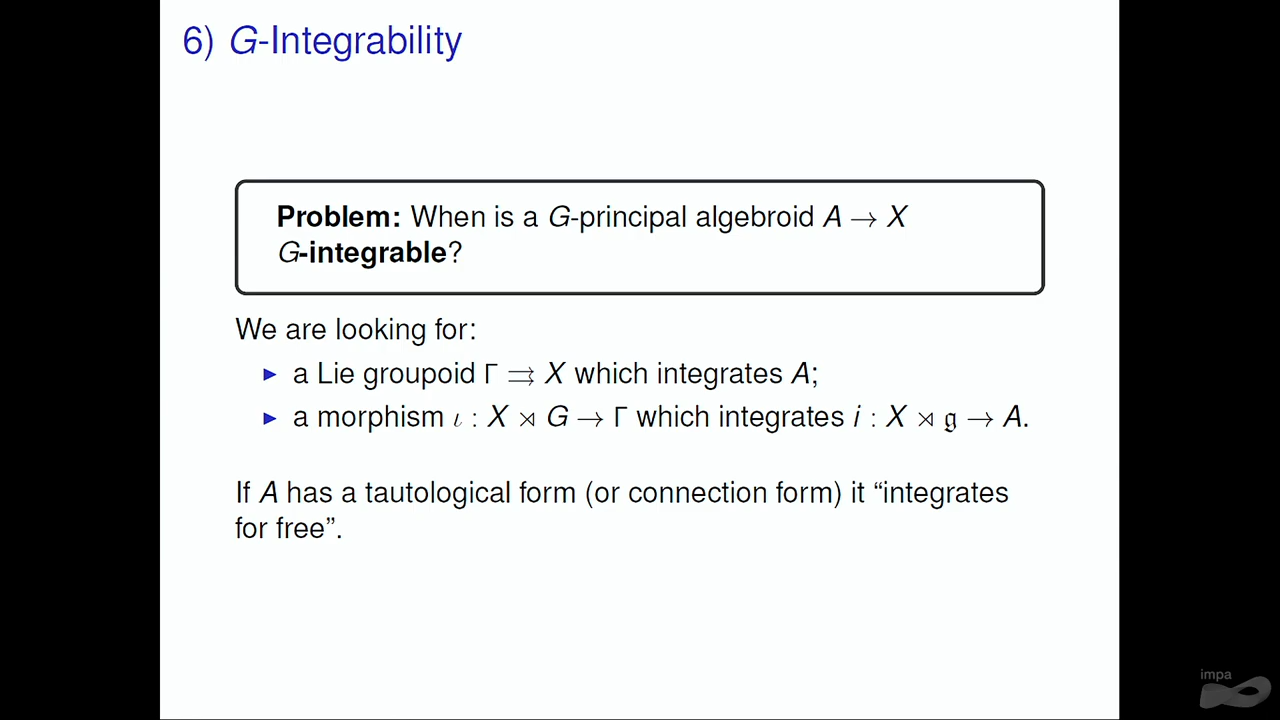 6) G-Integrability
Problem: When is a G-principal algebroid A → X
G-integrable?
We are looking for:
▶ a Lie groupoid Γ ⇉ X which integrates A;
▶ a morphism ι : X ⋊ G → Γ which integrates i : X ⋊ 𝔤 → A.
If A has a tautological form (or connection form) it “integrates
for free”.
impa